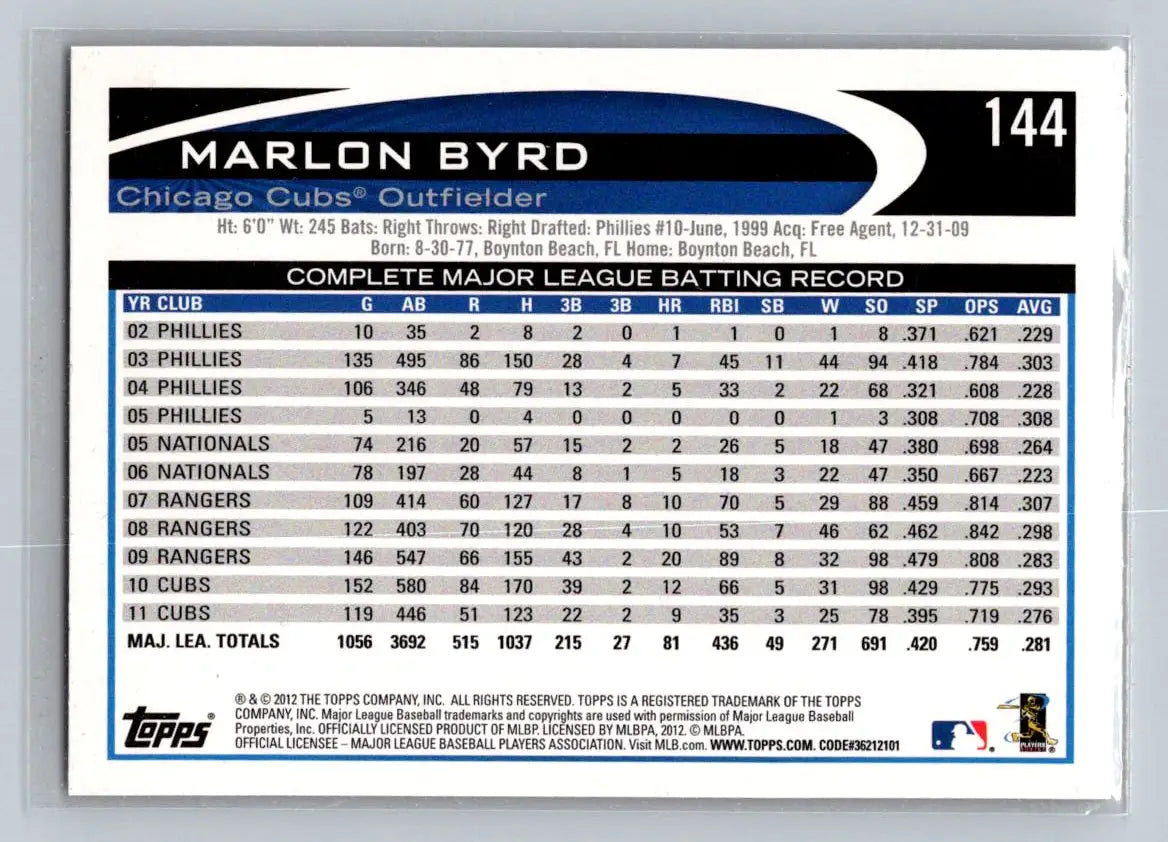 144
MARLON BYRD
Chicago Cubs® Outfielder
Ht: 6'0" Wt: 245 Bats: Right Throws: Right Drafted: Phillies #10-June, 1999 Acq: Free Agent, 12-31-09
Born: 8-30-77, Boynton Beach, FL Home: Boynton Beach, FL
COMPLETE MAJOR LEAGUE BATTING RECORD
YR CLUB G AB R H 3B 3B HR RBI SB W SO SP OPS AVG
02 PHILLIES 10 35 2 8 2 0 1 1 0 1 8 .371 .621 .229
03 PHILLIES 135 495 86 150 28 4 7 45 11 44 94 .418 .784 .303
04 PHILLIES 106 346 48 79 13 2 5 33 2 22 68 .321 .608 .228
05 PHILLIES 5 13 0 4 0 0 0 0 0 1 3 .308 .708 .308
05 NATIONALS 74 216 20 57 15 2 2 26 5 18 47 .380 .698 .264
06 NATIONALS 78 197 28 44 8 1 5 18 3 22 47 .350 .667 .223
07 RANGERS 109 414 60 127 17 8 10 70 5 29 88 .459 .814 .307
08 RANGERS 122 403 70 120 28 4 10 53 7 46 62 .462 .842 .298
09 RANGERS 146 547 66 155 43 2 20 89 8 32 98 .479 .808 .283
10 CUBS 152 580 84 170 39 2 12 66 5 31 98 .429 .775 .293
11 CUBS 119 446 51 123 22 2 9 35 3 25 78 .395 .719 .276
MAJ. LEA. TOTALS 1056 3692 515 1037 215 27 81 436 49 271 691 .420 .759 .281
® & © 2012 THE TOPPS COMPANY, INC. ALL RIGHTS RESERVED. TOPPS IS A REGISTERED TRADEMARK OF THE TOPPS
COMPANY, INC. Major League Baseball trademarks and copyrights are used with permission of Major League Baseball
Properties, Inc. OFFICIALLY LICENSED PRODUCT OF MLBP. LICENSED BY MLBPA, 2012. © MLBPA.
OFFICIAL LICENSEE – MAJOR LEAGUE BASEBALL PLAYERS ASSOCIATION. Visit MLB.com. WWW.TOPPS.COM. CODE#36212101
topps®
PLAYERS